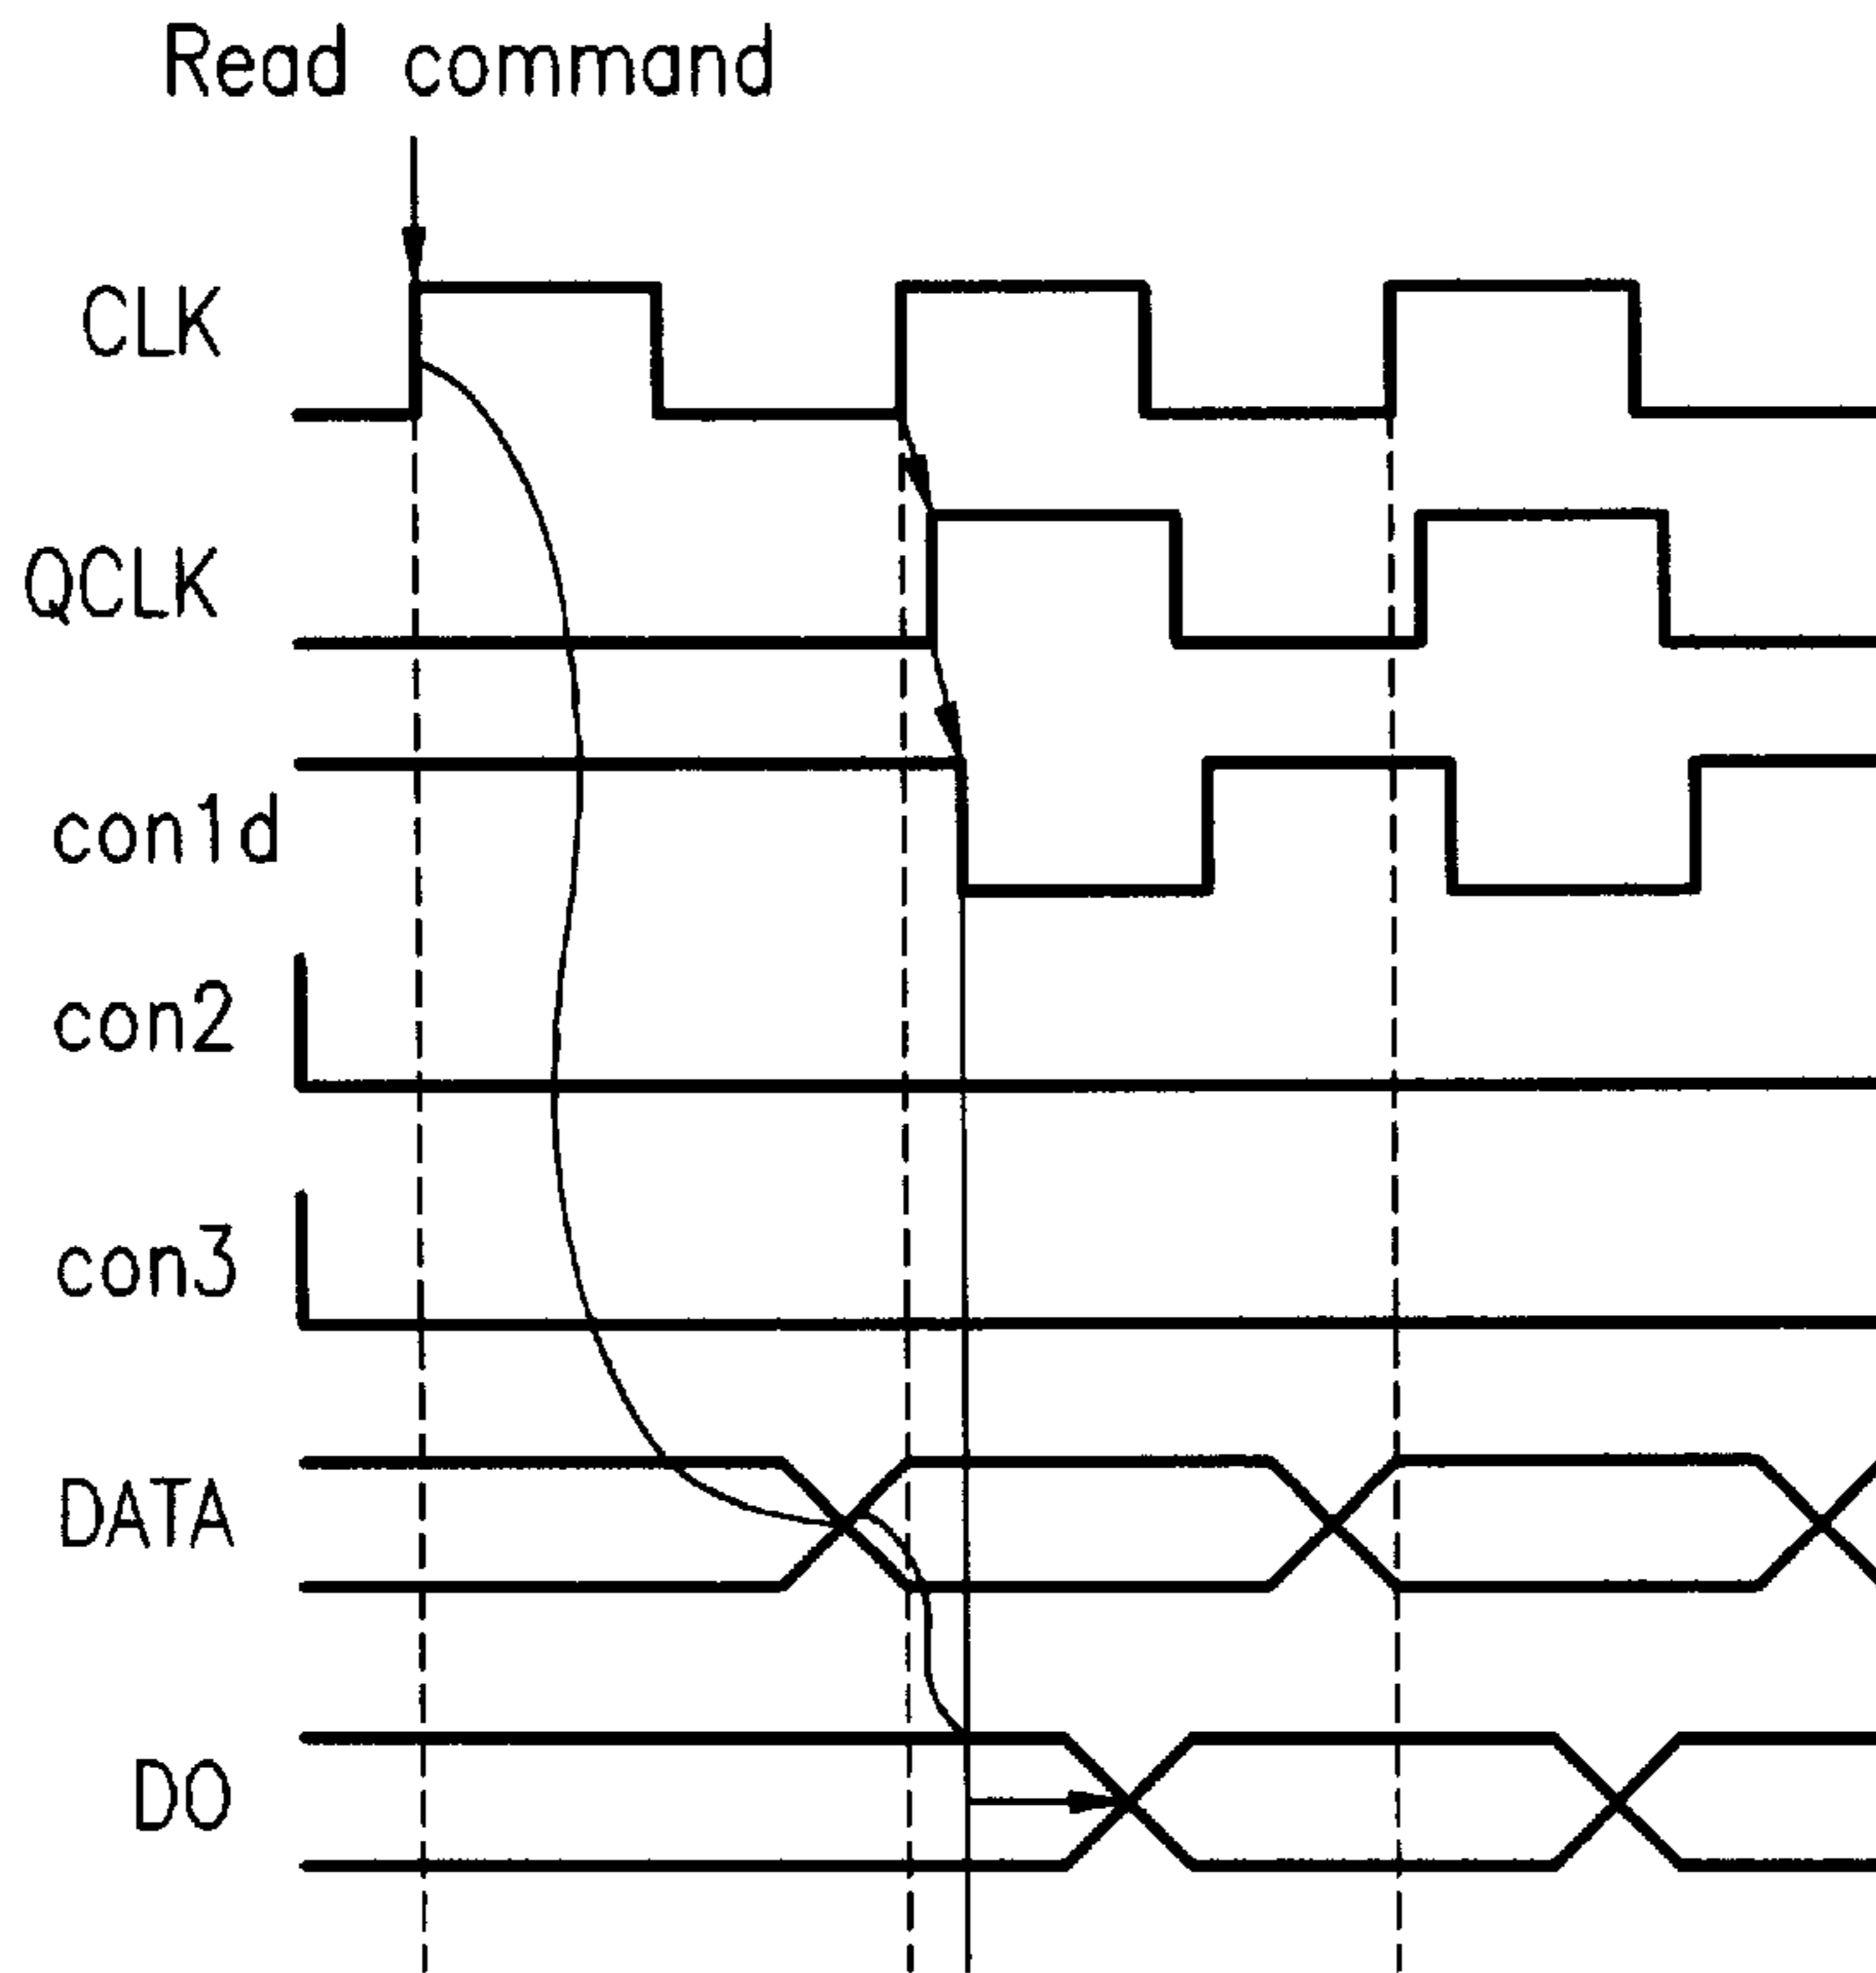 Read command
CLK
QCLK
con1d
con2
con3
DATA
DO